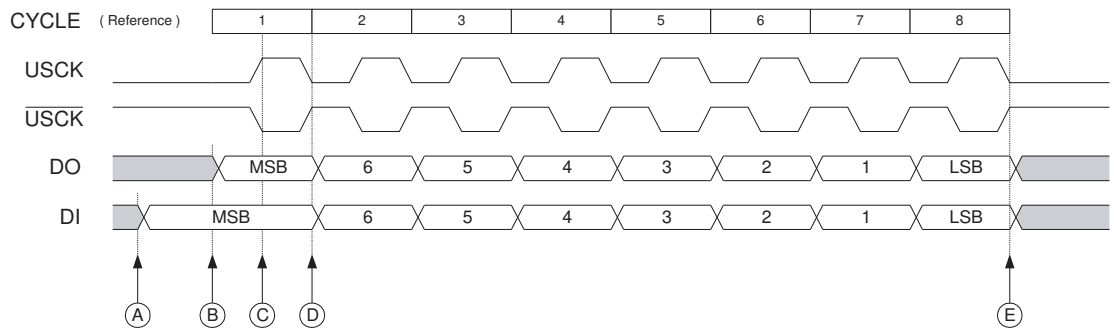 CYCLE ( Reference ) 1 2 3 4 5 6 7 8
USCK
USCK
DO MSB 6 5 4 3 2 1 LSB
DI MSB 6 5 4 3 2 1 LSB
A B C D E